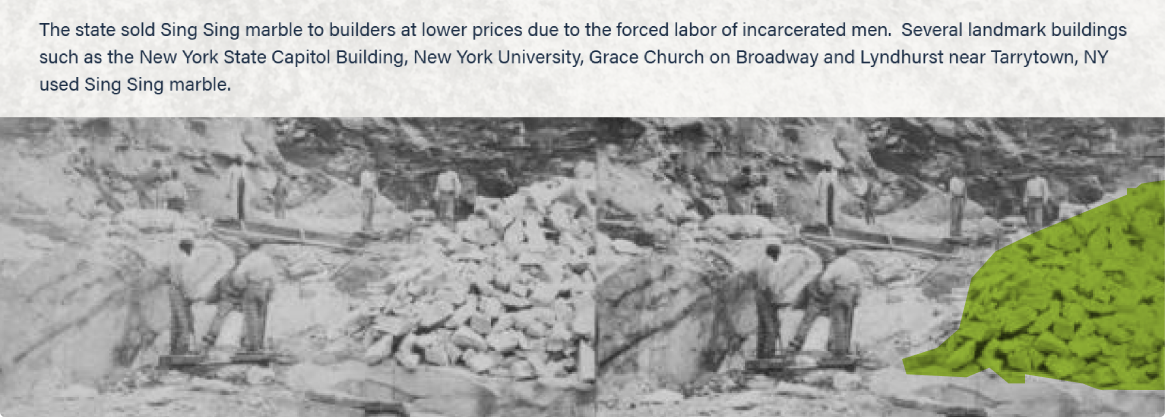 The state sold Sing Sing marble to builders at lower prices due to the forced labor of incarcerated men.  Several landmark buildings
such as the New York State Capitol Building, New York University, Grace Church on Broadway and Lyndhurst near Tarrytown, NY
used Sing Sing marble.